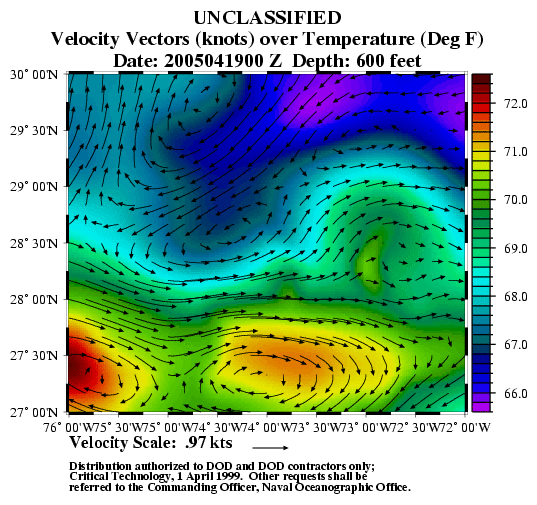 UNCLASSIFIED
Velocity Vectors (knots) over Temperature (Deg F)
Date: 2005041900 Z  Depth: 600 feet
30° 00'N
29° 30'N
29° 00'N
28° 30'N
28° 00'N
27° 30'N
27° 00'N
72.0
71.0
70.0
69.0
68.0
67.0
66.0
76° 00'W75° 30'W75° 00'W74° 30'W74° 00'W73° 30'W73° 00'W72° 30'W72° 00'W
Velocity Scale:  .97 kts
Distribution authorized to DOD and DOD contractors only;
Critical Technology, 1 April 1999.  Other requests shall be
referred to the Commanding Officer, Naval Oceanographic Office.